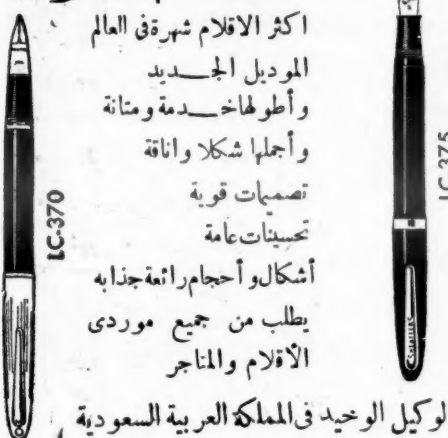 اكثر الاقلام شهرة فى العالم
الموديل الجديد
وأطولها خدمة ومتانة
وأجملها شكلا واناقة
تصميمات قوية
تحسينات عامة
أشكال و أحجام رائعة جذابه
يطلب من جميع موردى
الأقلام والمتاجر
لوكيل الوحيد فى المملكة العربية السعودية
LC-370
LC-375